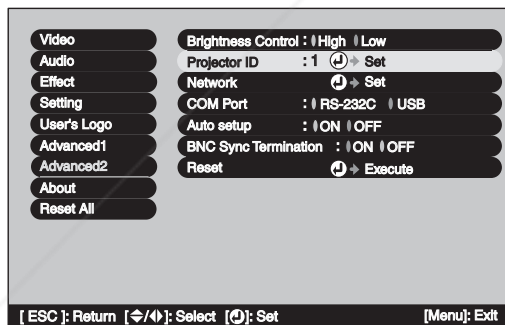 Video
Audio
Effect
Setting
User's Logo
Advanced1
Advanced2
About
Reset All
Brightness Control : High Low
Projector ID : 1 Set
Network Set
COM Port : RS-232C USB
Auto setup : ON OFF
BNC Sync Termination : ON OFF
Reset Execute
[ ESC ]: Return [ / ]: Select [ ]: Set [Menu]: Exit